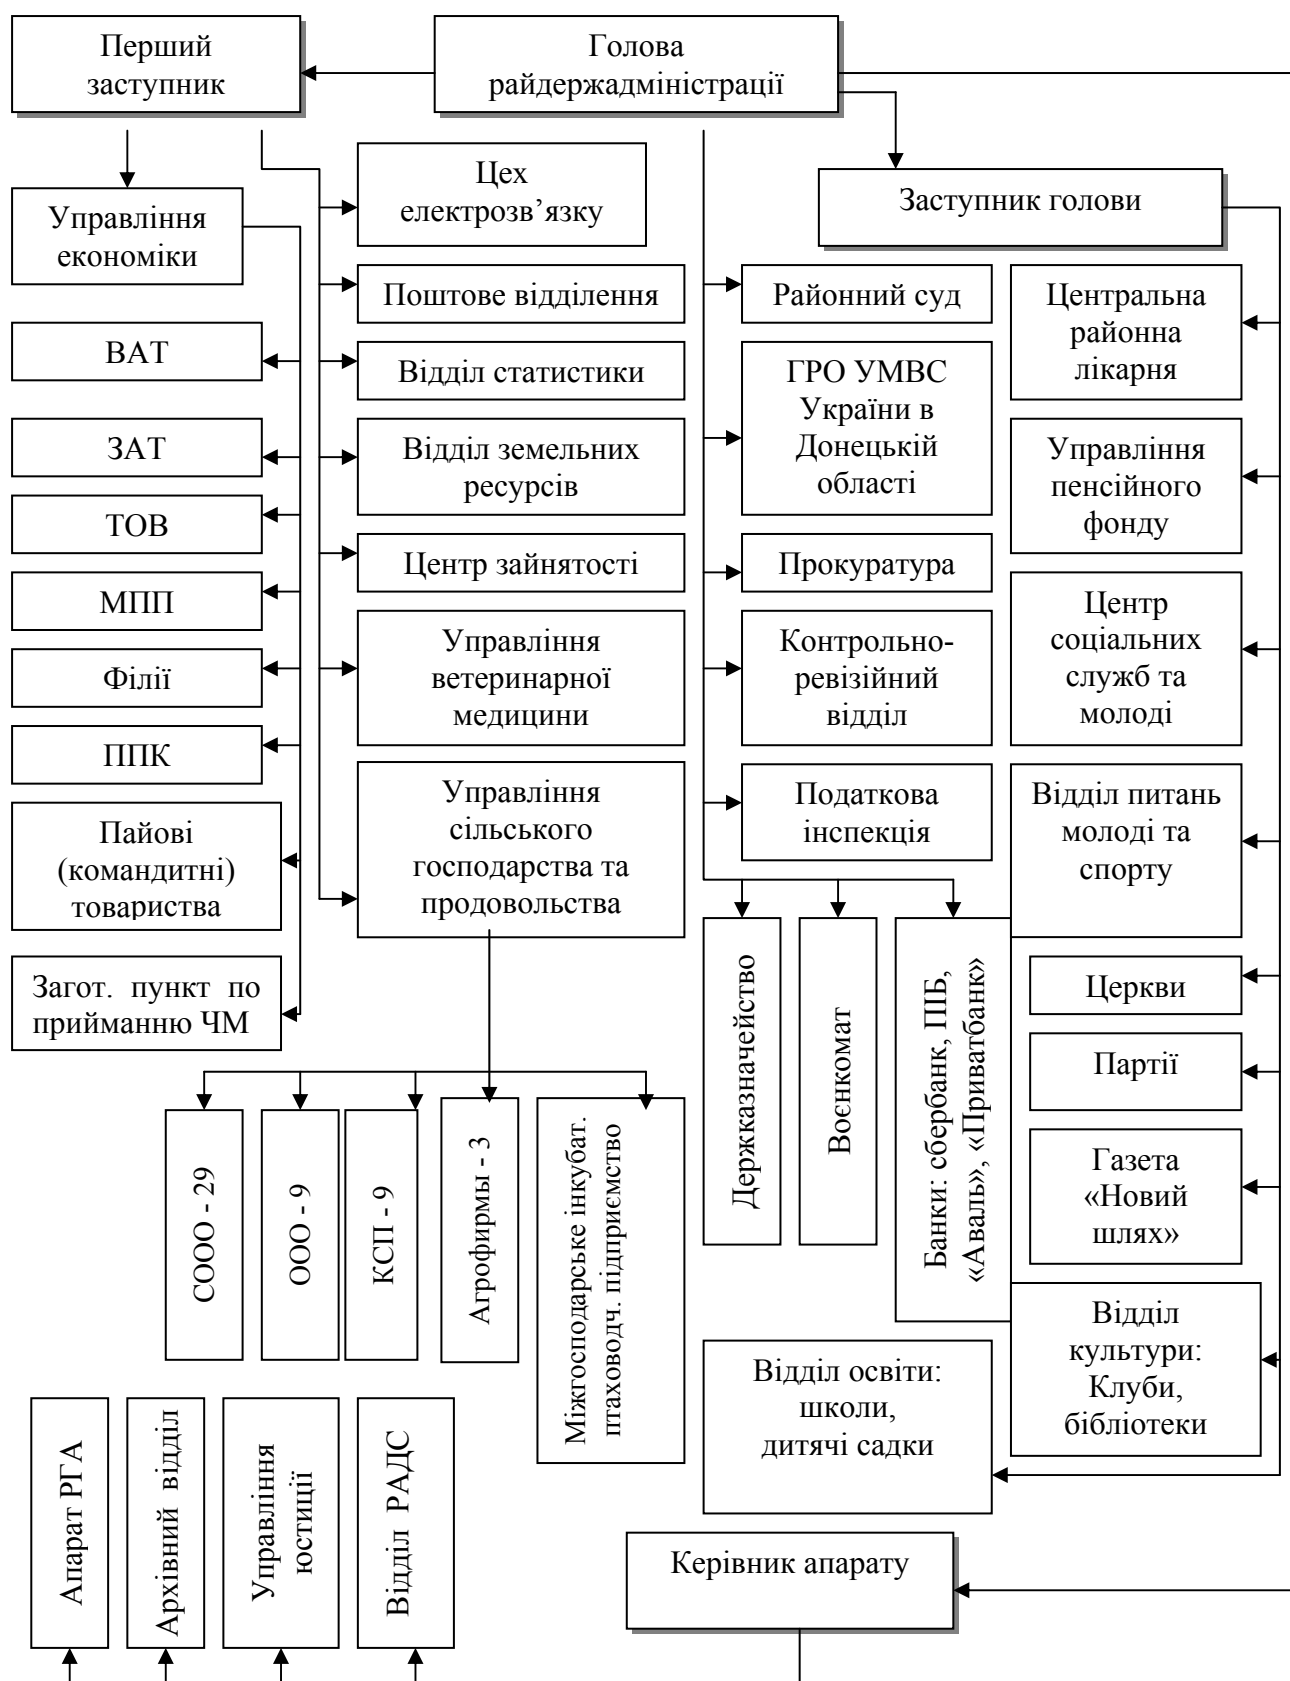 Перший
заступник
Голова
райдержадміністрації
Цех
електрозв’язку
Заступник голови
Управління
економіки
Поштове відділення
Районний суд
Центральна
районна
лікарня
ВАТ
Відділ статистики
ГРО УМВС
України в
Донецькій
області
ЗАТ
Відділ земельних
ресурсів
Управління
пенсійного
фонду
ТОВ
Центр зайнятості
Прокуратура
МПП
Управління
ветеринарної
медицини
Контрольно-
ревізійний
відділ
Центр
соціальних
служб та
молоді
Філії
ППК
Управління
сільського
господарства та
продовольства
Податкова
інспекція
Відділ питань
молоді та
спорту
Пайові
(командитні)
товариства
Загот. пункт по
прийманню ЧМ
Держказначейство
Воєнкомат
Банки: сбербанк, ПІБ,
«Аваль», «Приватбанк»
Церкви
Партії
Газета
«Новий
шлях»
СООО - 29
ООО - 9
КСП - 9
Агрофирмы - 3
Міжгосподарське інкубат.
птаховодч. підприємство
Відділ освіти:
школи,
дитячі садки
Відділ
культури:
Клуби,
бібліотеки
Апарат РГА
Архівний відділ
Управління
юстиції
Відділ РАДС
Керівник апарату